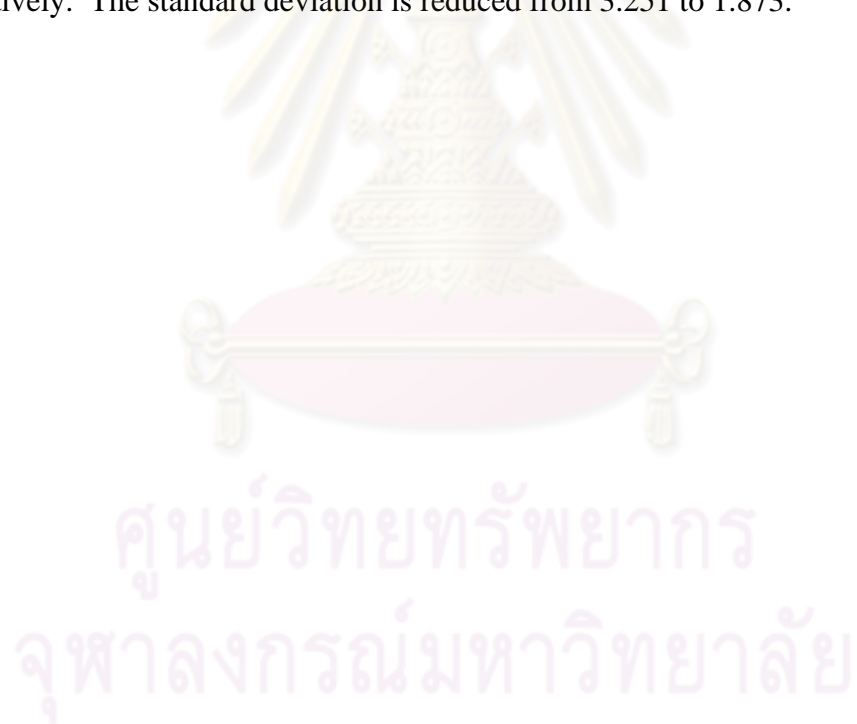 The standard deviation is reduced from 3.251 to 1.873.
ศูนย์วิทยทรัพยากร
จุฬาลงกรณ์มหาวิทยาลัย